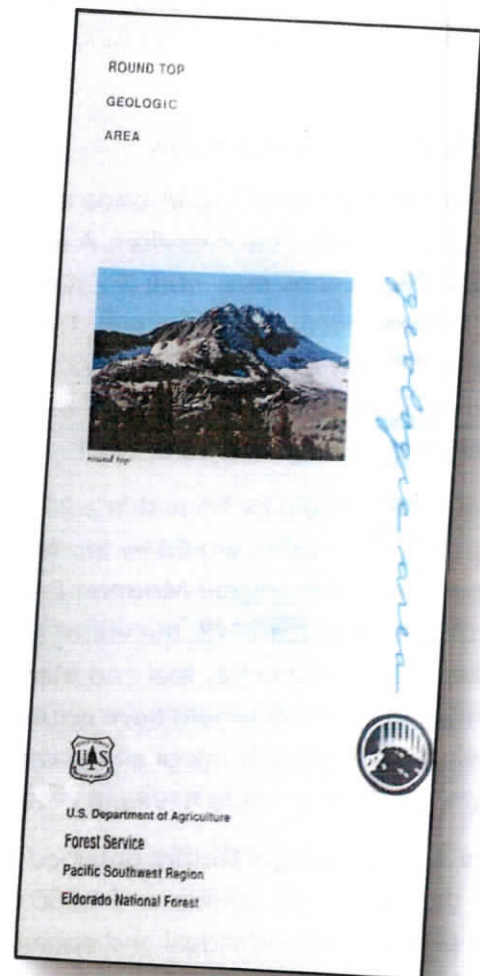 ROUND TOP
GEOLOGIC
AREA
round top
geologic area
U S
U.S. Department of Agriculture
Forest Service
Pacific Southwest Region
Eldorado National Forest